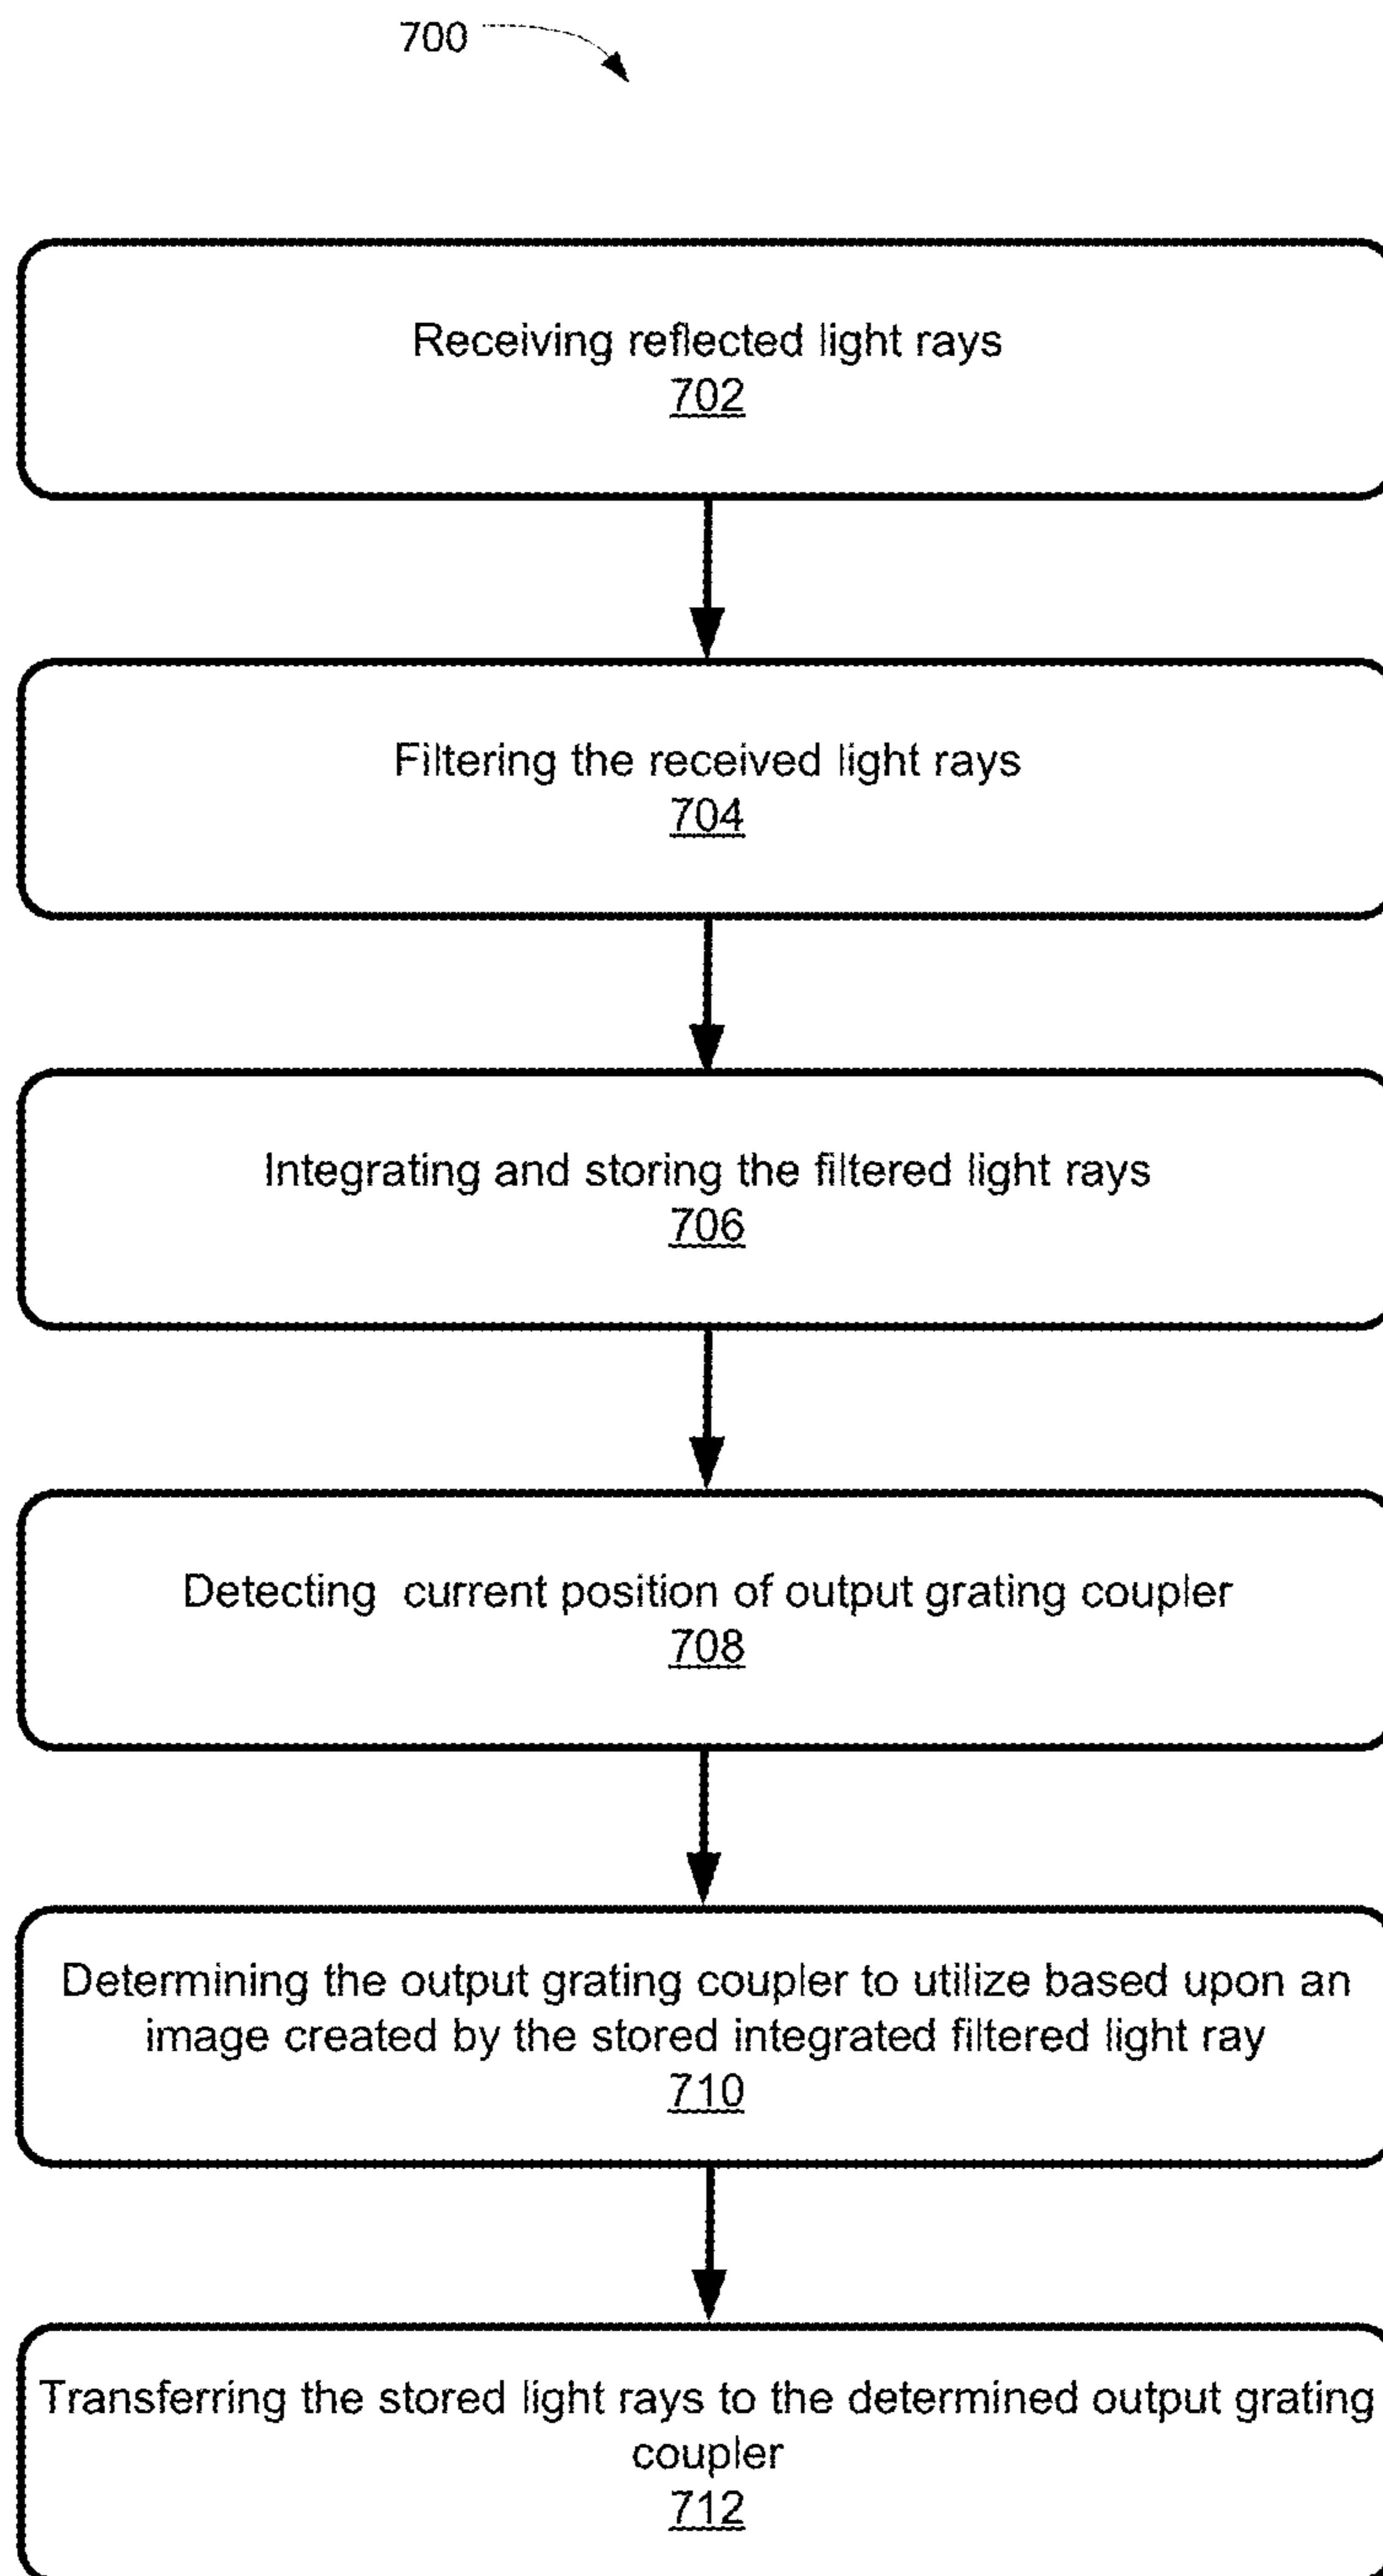 700
Receiving reflected light rays
702
Filtering the received light rays
704
Integrating and storing the filtered light rays
706
Detecting current position of output grating coupler
708
Determining the output grating coupler to utilize based upon an
image created by the stored integrated filtered light ray
710
Transferring the stored light rays to the determined output grating
coupler
712